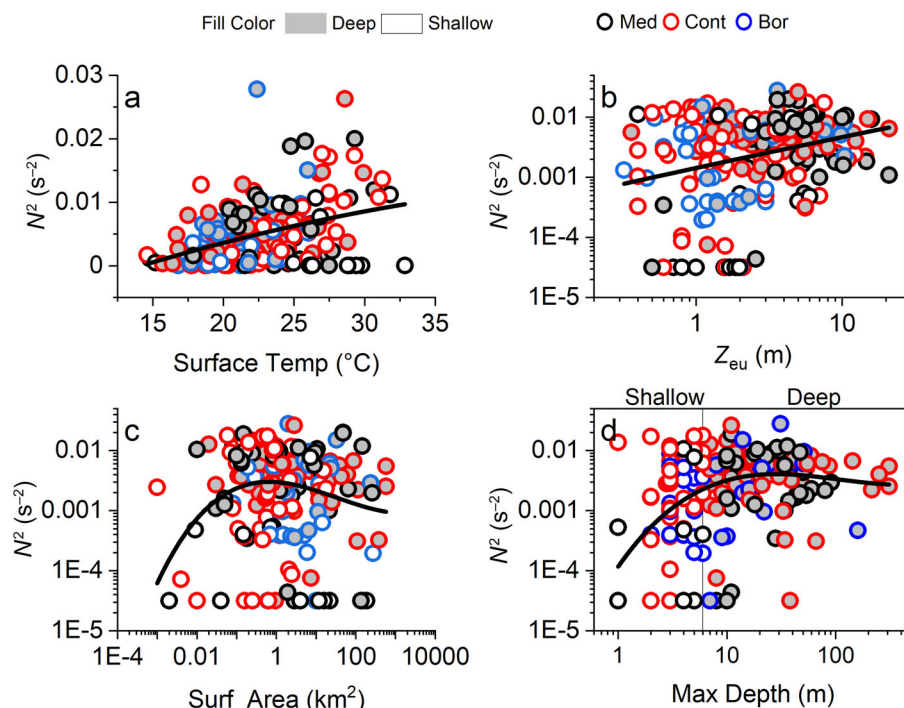 Fill Color Deep Shallow Med Cont Bor
a
0.03
0.02
0.01
0
N² (s⁻²)
15 20 25 30 35
Surface Temp (°C)
b
0.01
0.001
1E-4
1E-5
N² (s⁻²)
1 10
Zeu (m)
c
0.01
0.001
1E-4
1E-5
N² (s⁻²)
1E-4 0.01 1 100 10000
Surf Area (km²)
Shallow Deep
d
0.01
0.001
1E-4
1E-5
N² (s⁻²)
1 10 100
Max Depth (m)